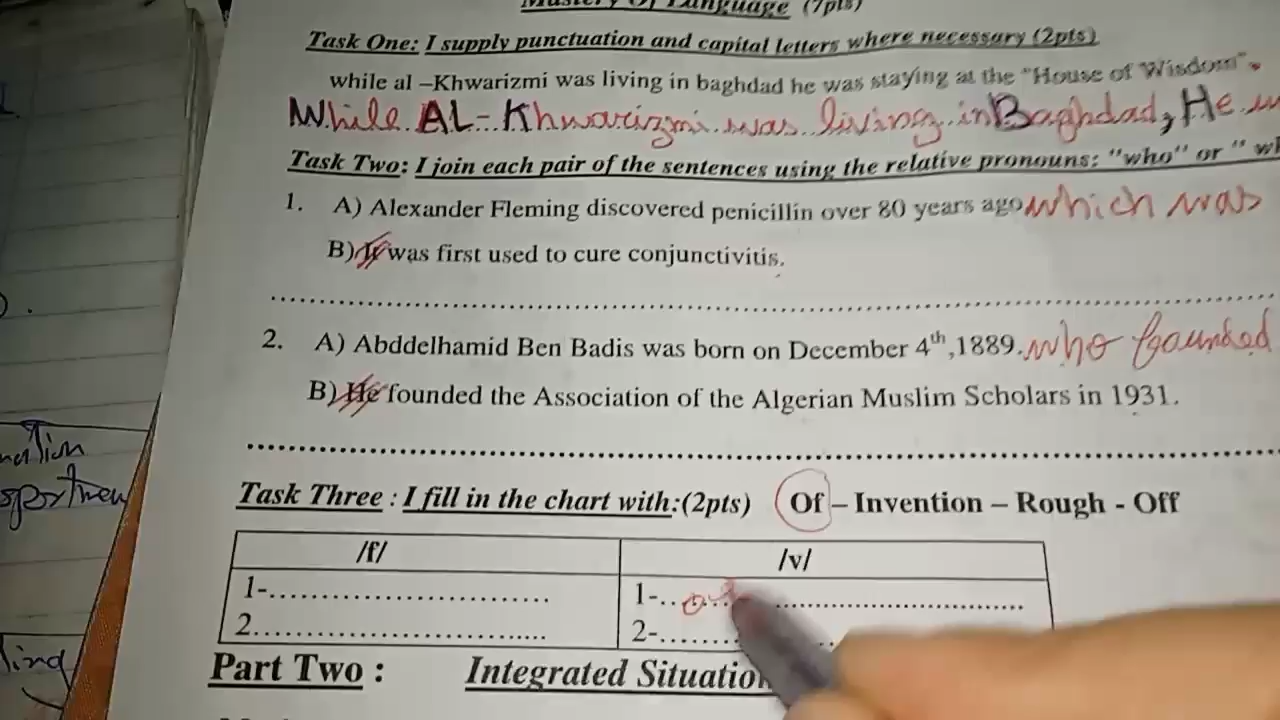 Mastery Of Language (7pts)
Task One: I supply punctuation and capital letters where necessary (2pts)
while al –Khwarizmi was living in baghdad he was staying at the "House of Wisdom".
While AL- Khwarizmi was living in Baghdad, He
Task Two: I join each pair of the sentences using the relative pronouns: "who" or "
1. A) Alexander Fleming discovered penicillin over 80 years ago which was
B) It was first used to cure conjunctivitis.
2. A) Abddelhamid Ben Badis was born on December 4th,1889. who founded
B) He founded the Association of the Algerian Muslim Scholars in 1931.
Task Three : I fill in the chart with:(2pts) Of – Invention – Rough - Off
/f/ /v/
1-.............................. 1-.. of ..............................
2.............................. 2-........
Part Two : Integrated Situation